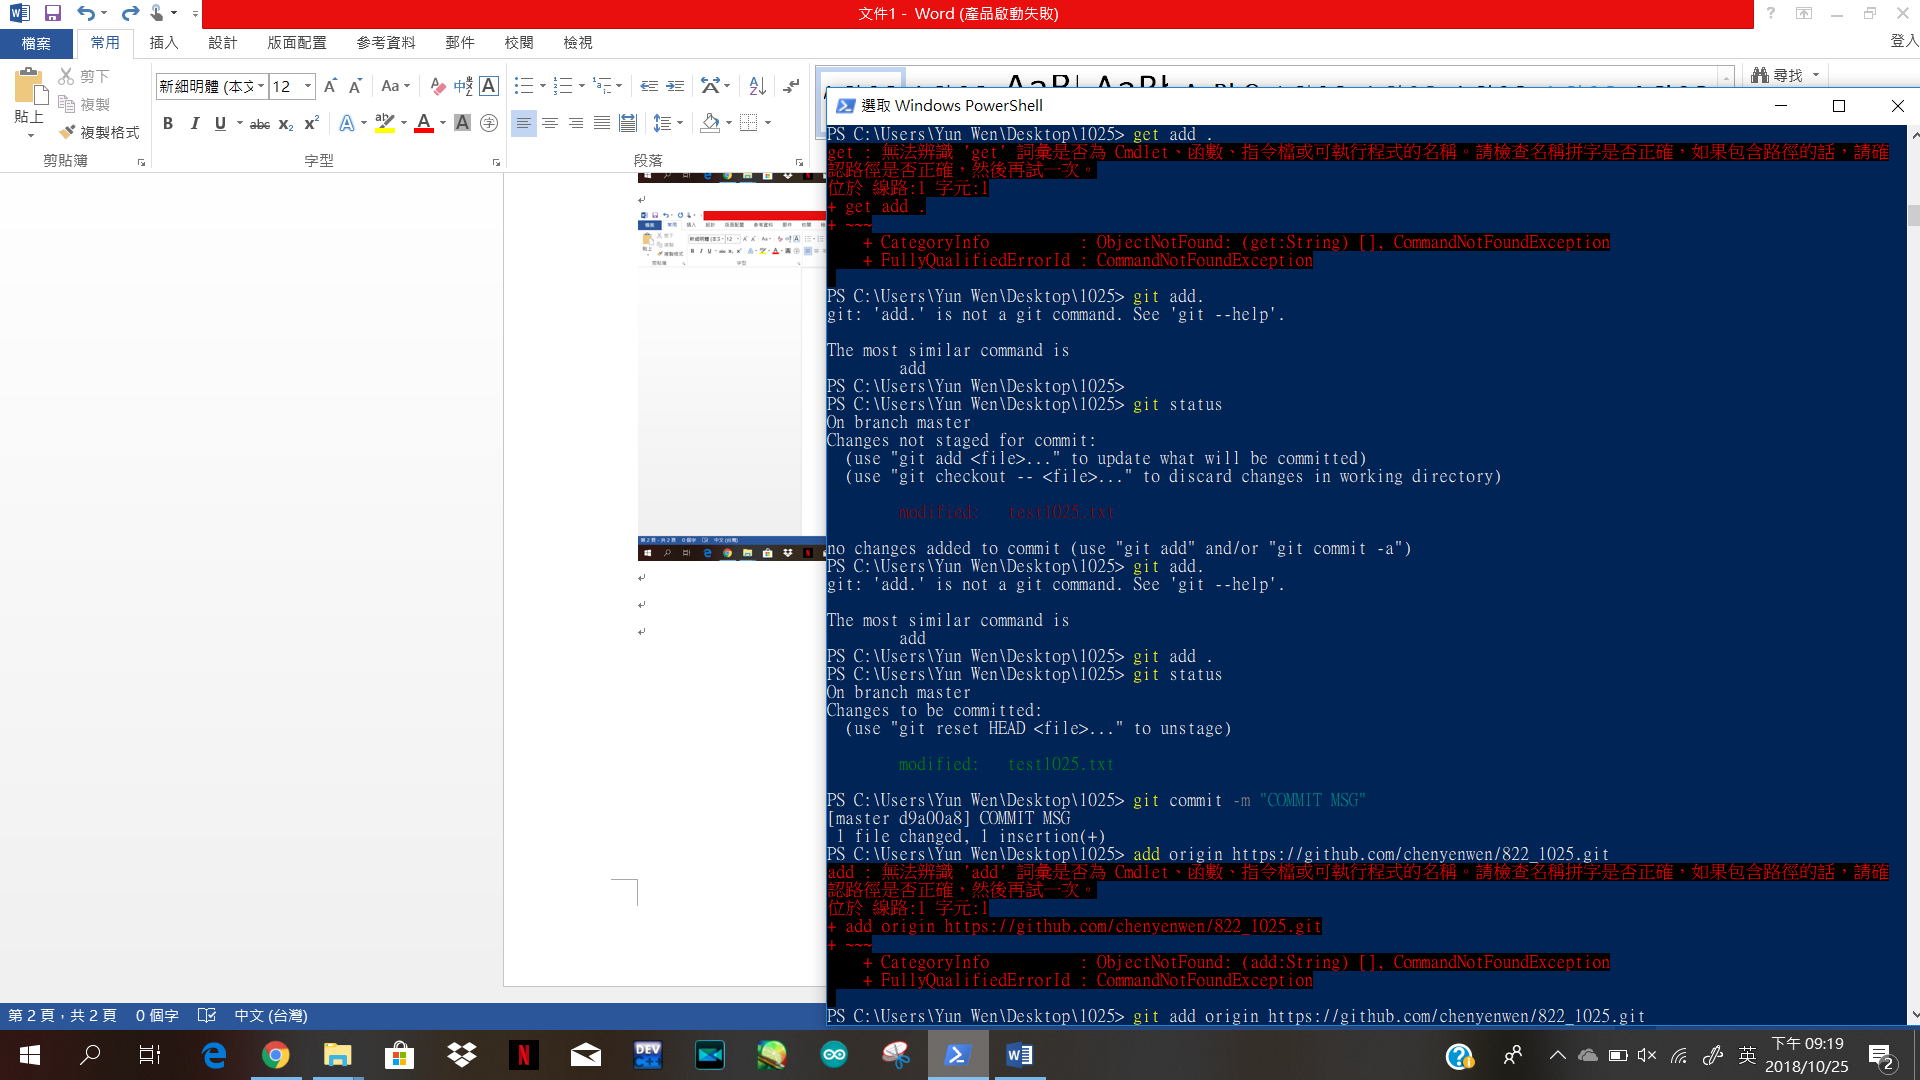 文件1 - Word (產品啟動失敗)
檔案 常用 插入 設計 版面配置 參考資料 郵件 校閱 檢視 登入
剪下
複製
貼上
複製格式
新細明體 (本文 12
尋找
剪貼簿 字型 段落
選取 Windows PowerShell
PS C:\Users\Yun Wen\Desktop\1025> get add .
get : 無法辨識 'get' 詞彙是否為 Cmdlet、函數、指令檔或可執行程式的名稱。請檢查名稱拼字是否正確，如果包含路徑的話，請確
認路徑是否正確，然後再試一次。
位於 線路:1 字元:1
+ get add .
+ ~~~
+ CategoryInfo : ObjectNotFound: (get:String) [], CommandNotFoundException
+ FullyQualifiedErrorId : CommandNotFoundException
PS C:\Users\Yun Wen\Desktop\1025> git add.
git: 'add.' is not a git command. See 'git --help'.
The most similar command is
add
PS C:\Users\Yun Wen\Desktop\1025>
PS C:\Users\Yun Wen\Desktop\1025> git status
On branch master
Changes not staged for commit:
(use "git add <file>..." to update what will be committed)
(use "git checkout -- <file>..." to discard changes in working directory)
modified: test1025.txt
no changes added to commit (use "git add" and/or "git commit -a")
PS C:\Users\Yun Wen\Desktop\1025> git add.
git: 'add.' is not a git command. See 'git --help'.
The most similar command is
add
PS C:\Users\Yun Wen\Desktop\1025> git add .
PS C:\Users\Yun Wen\Desktop\1025> git status
On branch master
Changes to be committed:
(use "git reset HEAD <file>..." to unstage)
modified: test1025.txt
PS C:\Users\Yun Wen\Desktop\1025> git commit -m "COMMIT MSG"
[master d9a00a8] COMMIT MSG
1 file changed, 1 insertion(+)
PS C:\Users\Yun Wen\Desktop\1025> add origin https://github.com/chenyenwen/822_1025.git
add : 無法辨識 'add' 詞彙是否為 Cmdlet、函數、指令檔或可執行程式的名稱。請檢查名稱拼字是否正確，如果包含路徑的話，請確
認路徑是否正確，然後再試一次。
位於 線路:1 字元:1
+ add origin https://github.com/chenyenwen/822_1025.git
+ ~~~
+ CategoryInfo : ObjectNotFound: (add:String) [], CommandNotFoundException
+ FullyQualifiedErrorId : CommandNotFoundException
PS C:\Users\Yun Wen\Desktop\1025> git add origin https://github.com/chenyenwen/822_1025.git
第 2 頁，共 2 頁 0 個字 中文 (台灣)
英
下午 09:19
2018/10/25
2